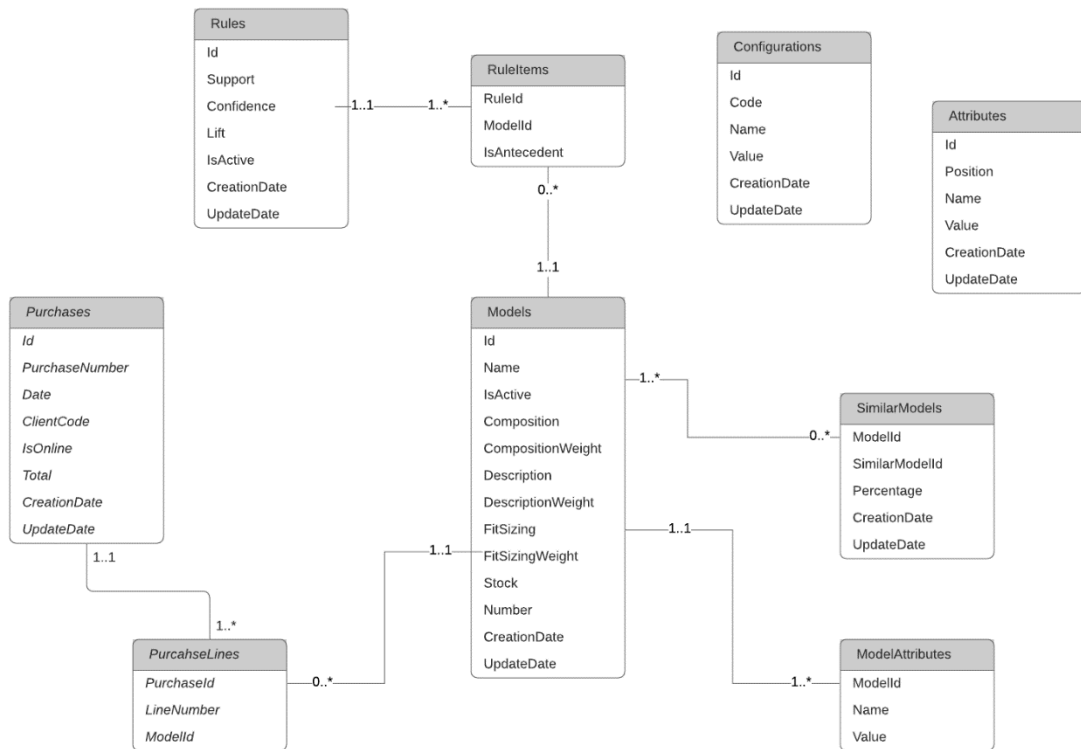 Rules
Id
Support
Confidence
Lift
IsActive
CreationDate
UpdateDate
1..1
1..*
RuleItems
RuleId
ModelId
IsAntecedent
0..*
1..1
Configurations
Id
Code
Name
Value
CreationDate
UpdateDate
Attributes
Id
Position
Name
Value
CreationDate
UpdateDate
Purchases
Id
PurchaseNumber
Date
ClientCode
IsOnline
Total
CreationDate
UpdateDate
1..1
1..*
PurcahseLines
PurchaseId
LineNumber
ModelId
0..*
1..1
Models
Id
Name
IsActive
Composition
CompositionWeight
Description
DescriptionWeight
FitSizing
FitSizingWeight
Stock
Number
CreationDate
UpdateDate
1..*
0..*
SimilarModels
ModelId
SimilarModelId
Percentage
CreationDate
UpdateDate
1..1
1..*
ModelAttributes
ModelId
Name
Value